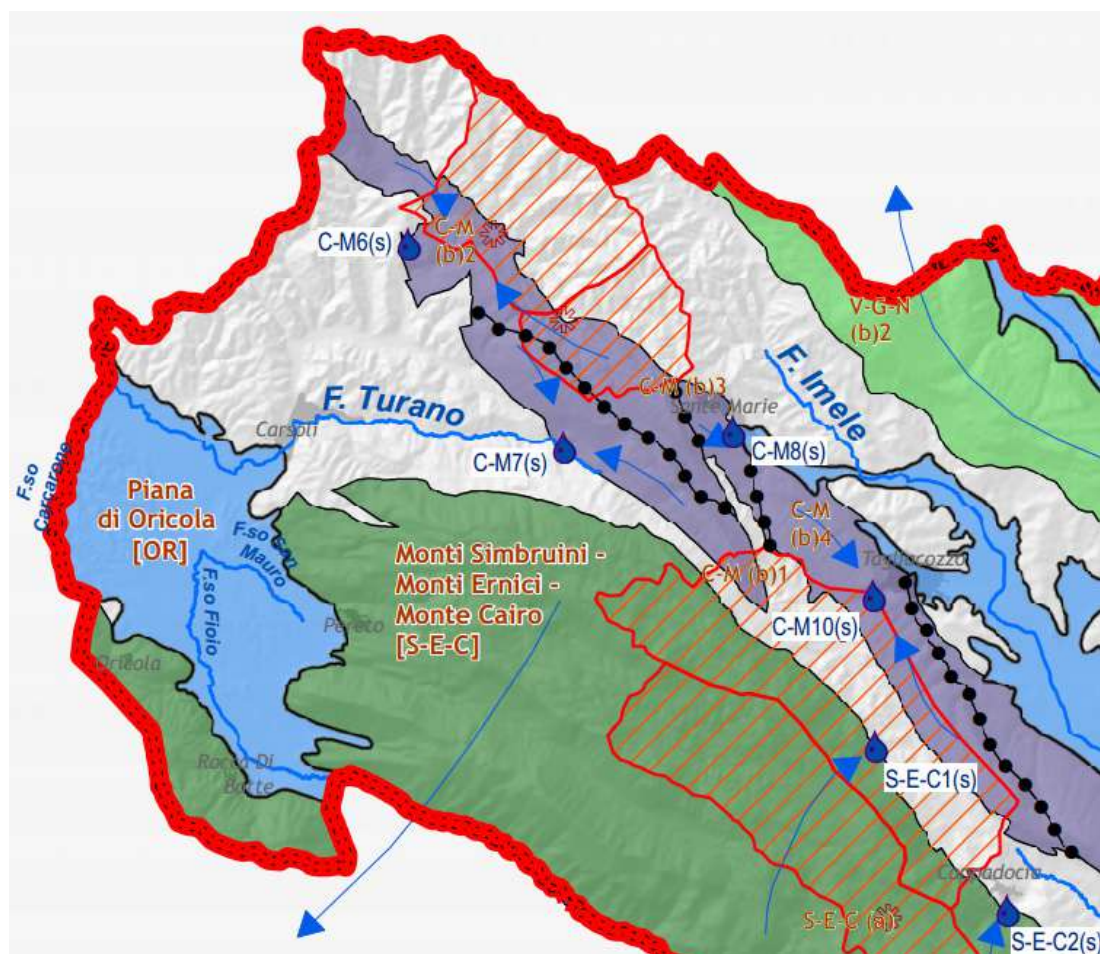 C-M6(s)
C-M
(b)2
V-G-N
(b)2
F. Imele
C-M (b)3
Sante Marie
F. Turano
Carsoli
C-M7(s)
C-M8(s)
F.so
Carcarone
Piana
di Oricola
[OR]
F.so San
Mauro
F.so Fioio
Monti Simbruini -
Monti Ernici -
Monte Cairo
[S-E-C]
C-M
(b)4
Tagliacozzo
C-M (b)1
C-M10(s)
Pereto
Oricola
Rocca Di
Botte
S-E-C1(s)
Cappadocia
S-E-C (a)
S-E-C2(s)